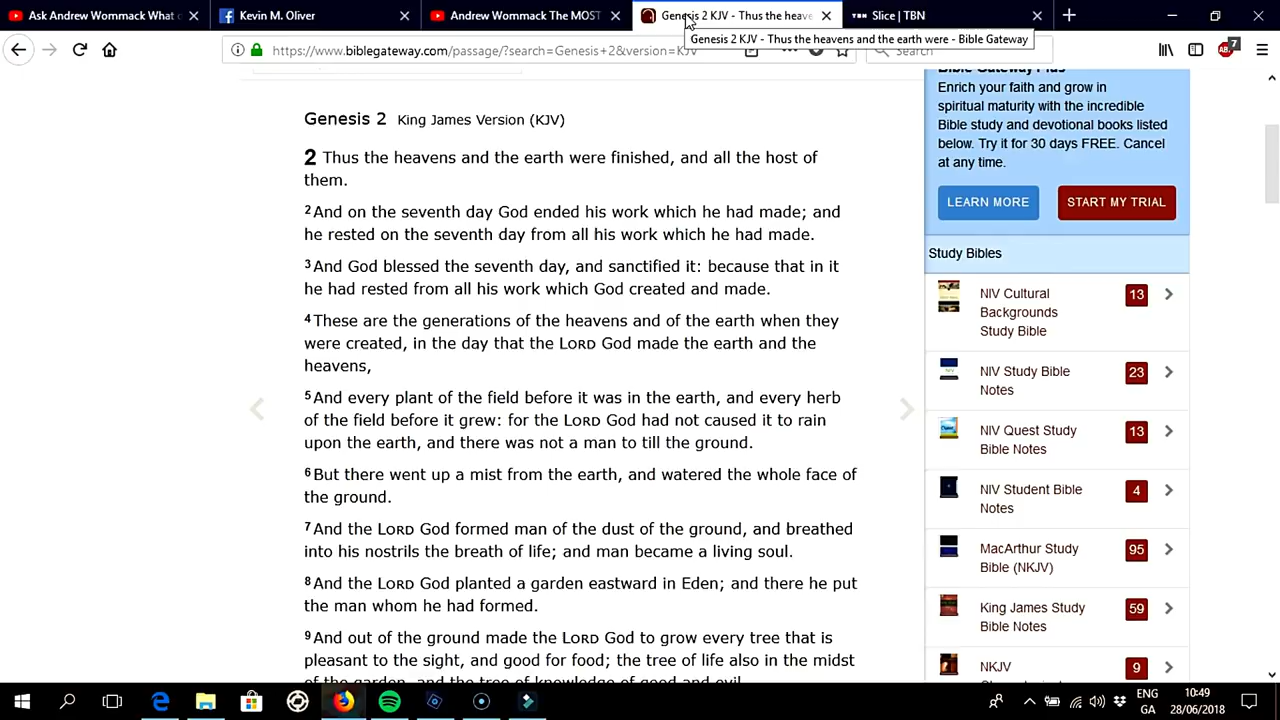 Ask Andrew Wommack What
Kevin M. Oliver
Andrew Wommack The MOST
Genesis 2 KJV - Thus the heave
Slice | TBN
Genesis 2 KJV - Thus the heavens and the earth were - Bible Gateway
https://www.biblegateway.com/passage/?search=Genesis+2&version=KJV
Search
7
Genesis 2 King James Version (KJV)
2 Thus the heavens and the earth were finished, and all the host of
them.
2 And on the seventh day God ended his work which he had made; and
he rested on the seventh day from all his work which he had made.
3 And God blessed the seventh day, and sanctified it: because that in it
he had rested from all his work which God created and made.
4 These are the generations of the heavens and of the earth when they
were created, in the day that the LORD God made the earth and the
heavens,
5 And every plant of the field before it was in the earth, and every herb
of the field before it grew: for the LORD God had not caused it to rain
upon the earth, and there was not a man to till the ground.
6 But there went up a mist from the earth, and watered the whole face of
the ground.
7 And the LORD God formed man of the dust of the ground, and breathed
into his nostrils the breath of life; and man became a living soul.
8 And the LORD God planted a garden eastward in Eden; and there he put
the man whom he had formed.
9 And out of the ground made the LORD God to grow every tree that is
pleasant to the sight, and good for food; the tree of life also in the midst
of the garden, and the tree of knowledge of good and evil.
Bible Gateway Plus
Enrich your faith and grow in
spiritual maturity with the incredible
Bible study and devotional books listed
below. Try it for 30 days FREE. Cancel
at any time.
LEARN MORE
START MY TRIAL
Study Bibles
NIV Cultural
Backgrounds
Study Bible
13
NIV Study Bible
Notes
23
NIV Quest Study
Bible Notes
13
NIV Student Bible
Notes
4
MacArthur Study
Bible (NKJV)
95
King James Study
Bible Notes
59
NKJV
9
ENG
GA
10:49
28/06/2018